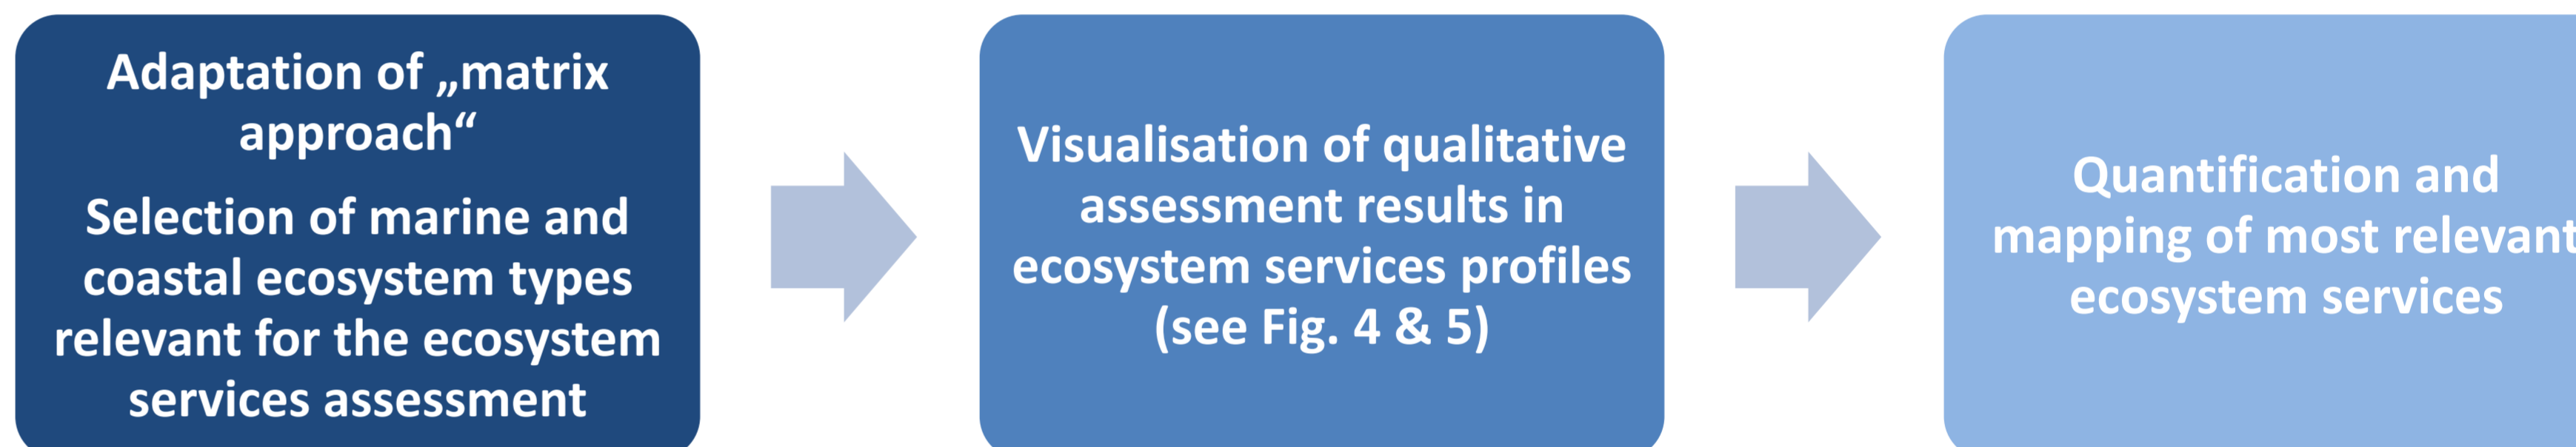 Adaptation of „matrix
approach“
Selection of marine and
coastal ecosystem types
relevant for the ecosystem
services assessment
Visualisation of qualitative
assessment results in
ecosystem services profiles
(see Fig. 4 & 5)
Quantification and
mapping of most relevant
ecosystem services